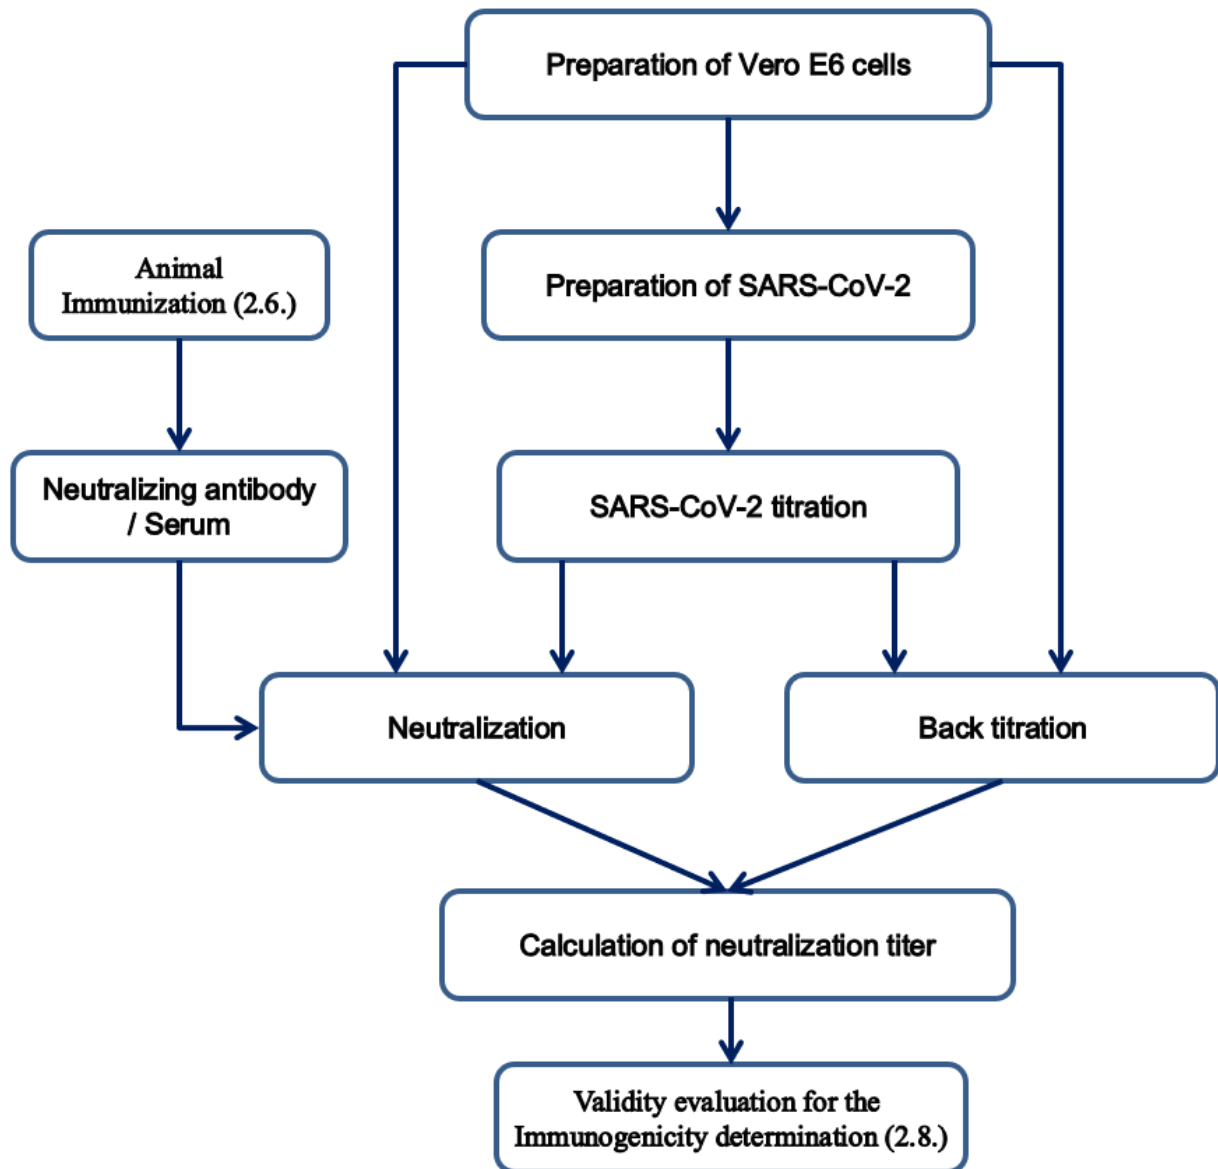 Preparation of Vero E6 cells
Animal
Immunization (2.6.)
Preparation of SARS-CoV-2
Neutralizing antibody
/ Serum
SARS-CoV-2 titration
Neutralization
Back titration
Calculation of neutralization titer
Validity evaluation for the
Immunogenicity determination (2.8.)